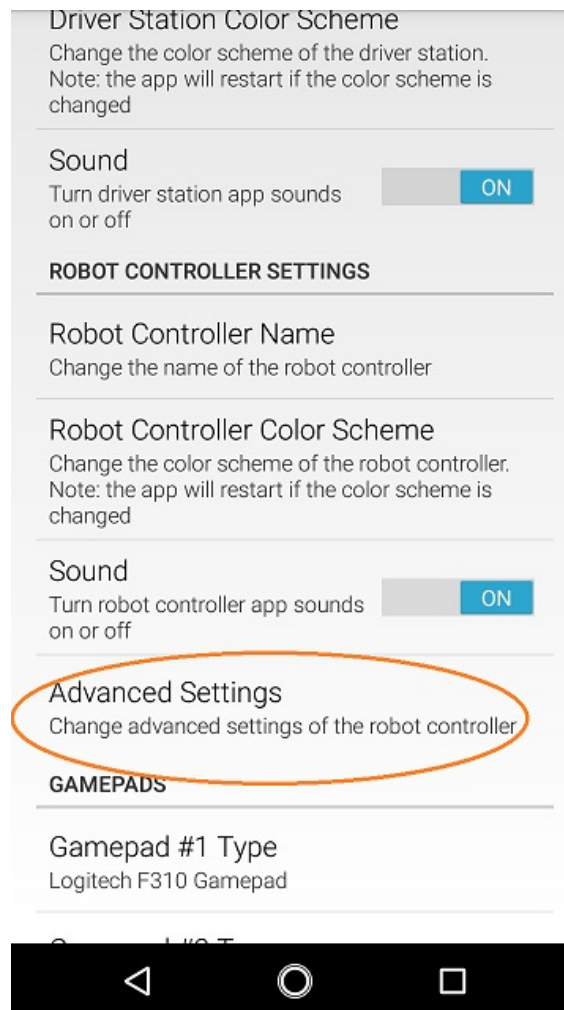 Driver Station Color Scheme
Change the color scheme of the driver station.
Note: the app will restart if the color scheme is
changed
Sound
Turn driver station app sounds
on or off
ON
ROBOT CONTROLLER SETTINGS
Robot Controller Name
Change the name of the robot controller
Robot Controller Color Scheme
Change the color scheme of the robot controller.
Note: the app will restart if the color scheme is
changed
Sound
Turn robot controller app sounds
on or off
ON
Advanced Settings
Change advanced settings of the robot controller
GAMEPADS
Gamepad #1 Type
Logitech F310 Gamepad